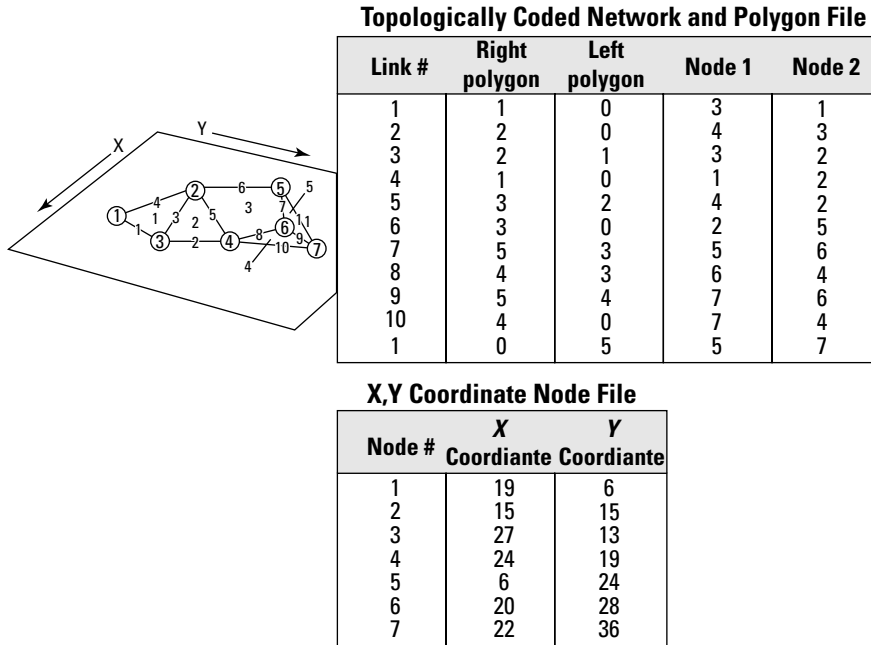 Topologically Coded Network and Polygon File
Link # Right polygon Left polygon Node 1 Node 2
1 1 0 3 1
2 2 0 4 3
3 2 1 3 2
4 1 0 1 2
5 3 2 4 2
6 3 0 2 5
7 5 3 5 6
8 4 3 6 4
9 5 4 7 6
10 4 0 7 4
1 0 5 5 7
X
Y
2 6 5 5
4 7
1 1 3 2 5 3 11
1 8 6 9
3 2 4 10 7
4
X,Y Coordinate Node File
Node # X Coordiante Y Coordiante
1 19 6
2 15 15
3 27 13
4 24 19
5 6 24
6 20 28
7 22 36